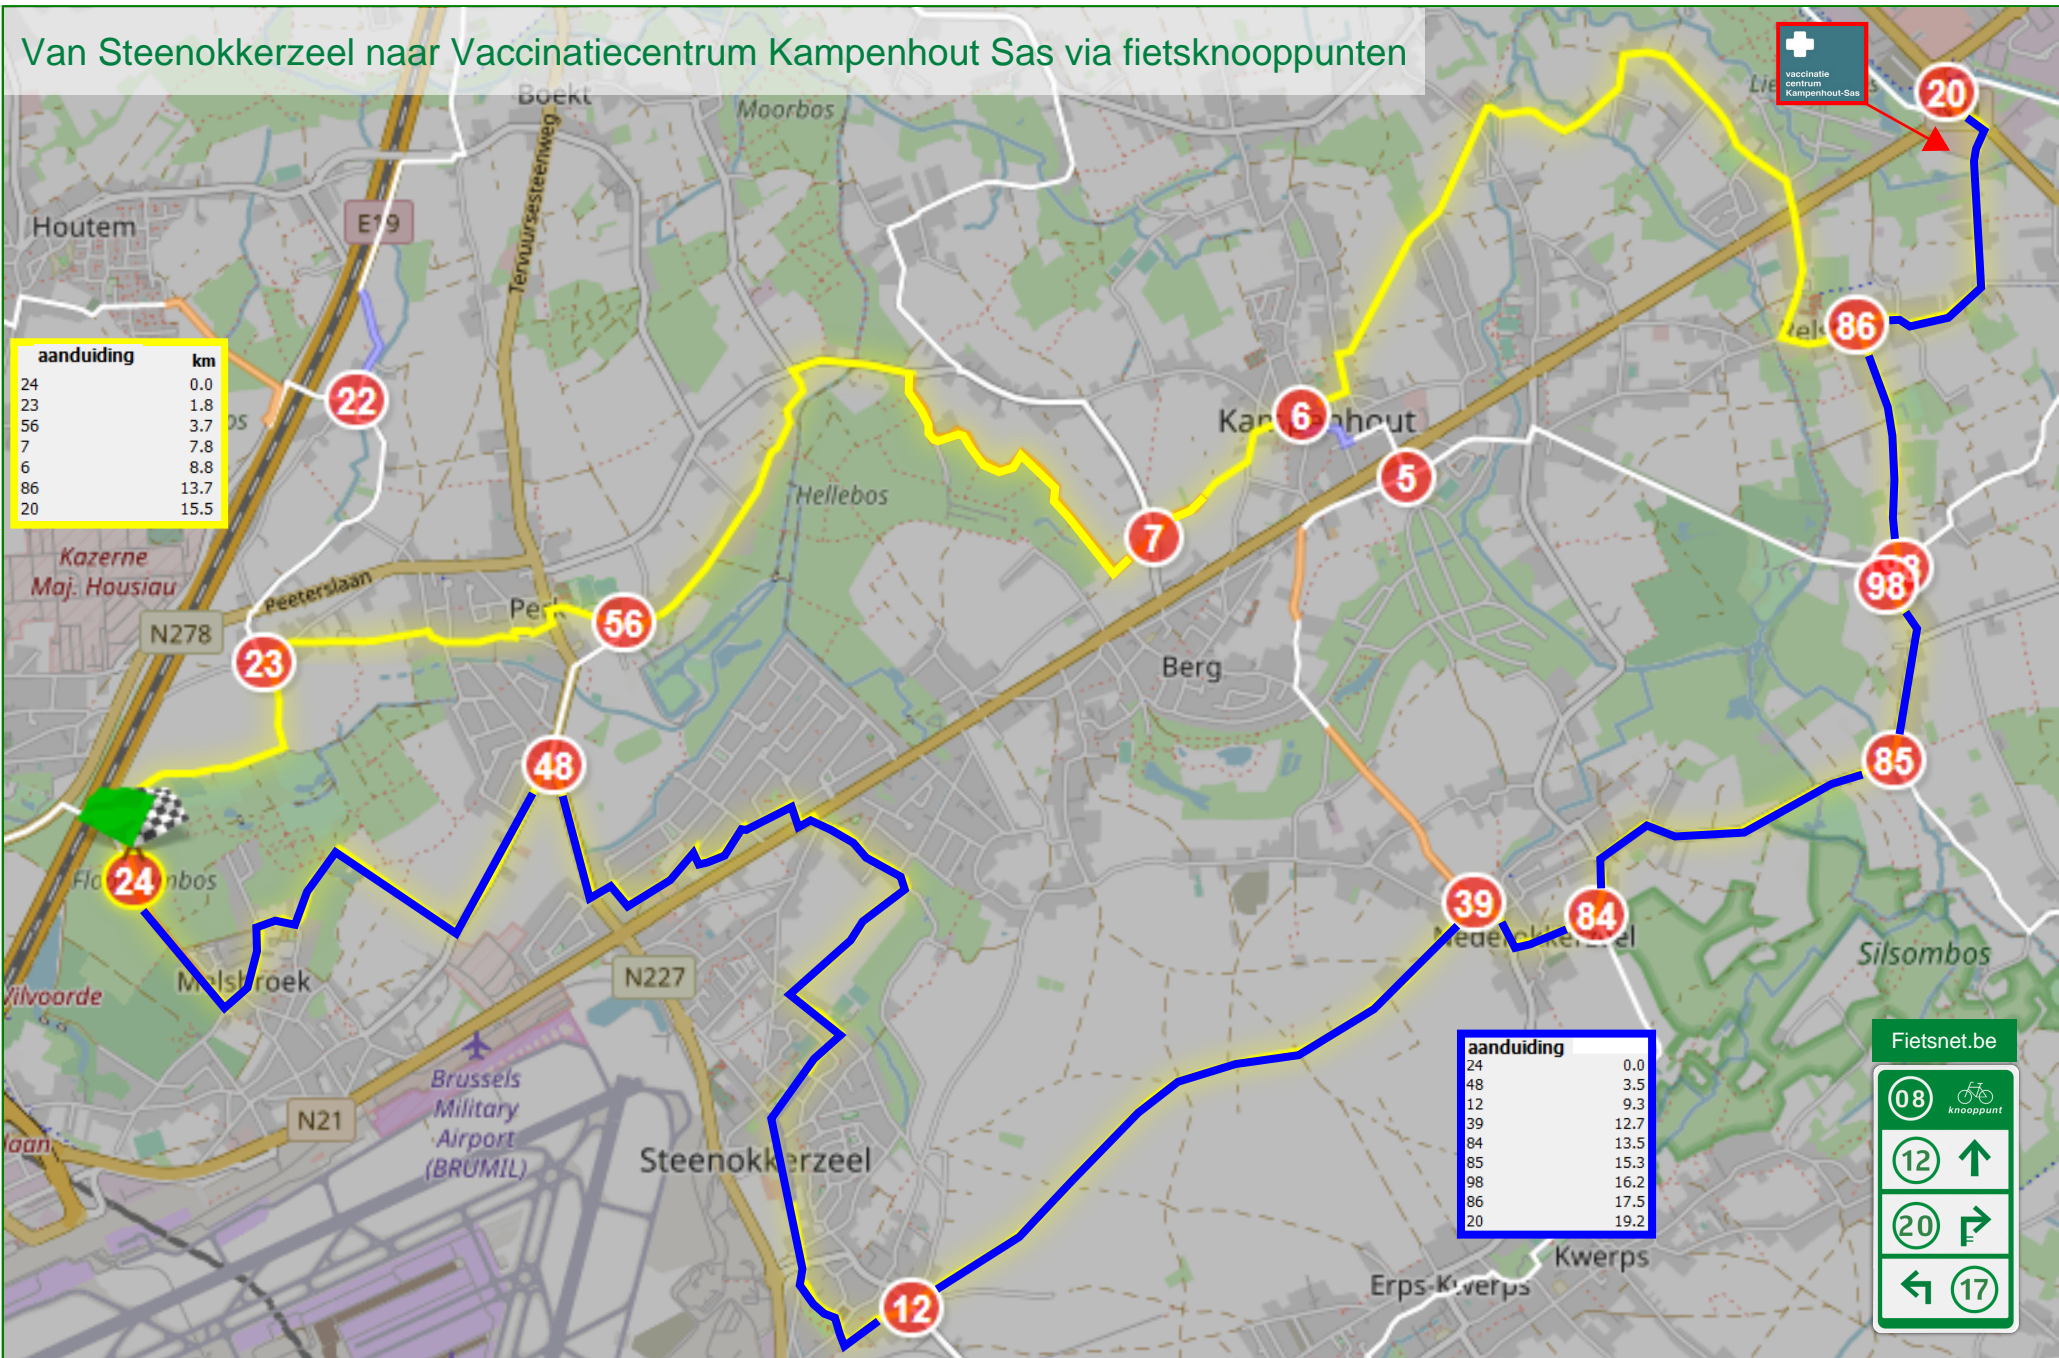 Van Steenokkerzeel naar Vaccinatiecentrum Kampenhout Sas via fietsknooppunten
vaccinatie
centrum
Kampenhout-Sas
20
Boekt
Moorbos
Tervuursesteenweg
Houtem
E19
86
aanduiding km
24 0.0
23 1.8
56 3.7
7 7.8
6 8.8
86 13.7
20 15.5
22
6
Kampenhout
5
Hellebos
7
Kazerne
Maj. Housiau
Peeterslaan
98
N278
Perk
56
23
Berg
48
85
24
39
84
Nederokkerzeel
Melsbroek
Silsombos
Vilvoorde
N227
Brussels
Military
Airport
(BRUMIL)
N21
laan
Steenokkerzeel
aanduiding
24 0.0
48 3.5
12 9.3
39 12.7
84 13.5
85 15.3
98 16.2
86 17.5
20 19.2
Fietsnet.be
08 knooppunt
12
20
17
Kwerps
Erps-Kwerps
12